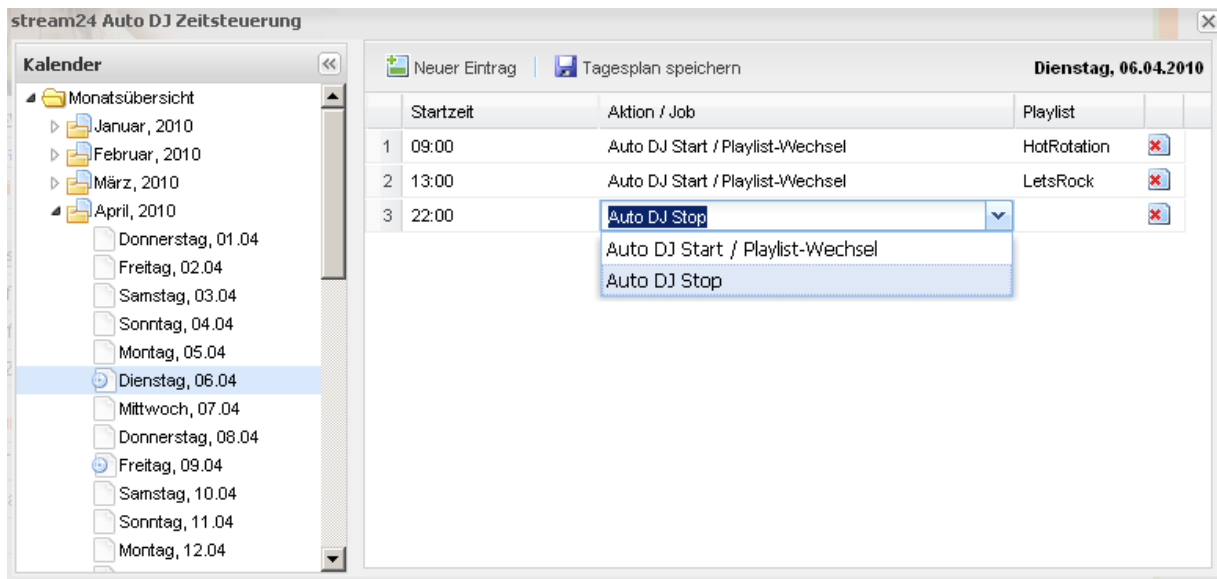 stream24 Auto DJ Zeitsteuerung
Kalender
Monatsübersicht
Januar, 2010
Februar, 2010
März, 2010
April, 2010
Donnerstag, 01.04
Freitag, 02.04
Samstag, 03.04
Sonntag, 04.04
Montag, 05.04
Dienstag, 06.04
Mittwoch, 07.04
Donnerstag, 08.04
Freitag, 09.04
Samstag, 10.04
Sonntag, 11.04
Montag, 12.04
Neuer Eintrag Tagesplan speichern Dienstag, 06.04.2010
Startzeit Aktion / Job Playlist
1 09:00 Auto DJ Start / Playlist-Wechsel HotRotation
2 13:00 Auto DJ Start / Playlist-Wechsel LetsRock
3 22:00 Auto DJ Stop
Auto DJ Start / Playlist-Wechsel
Auto DJ Stop